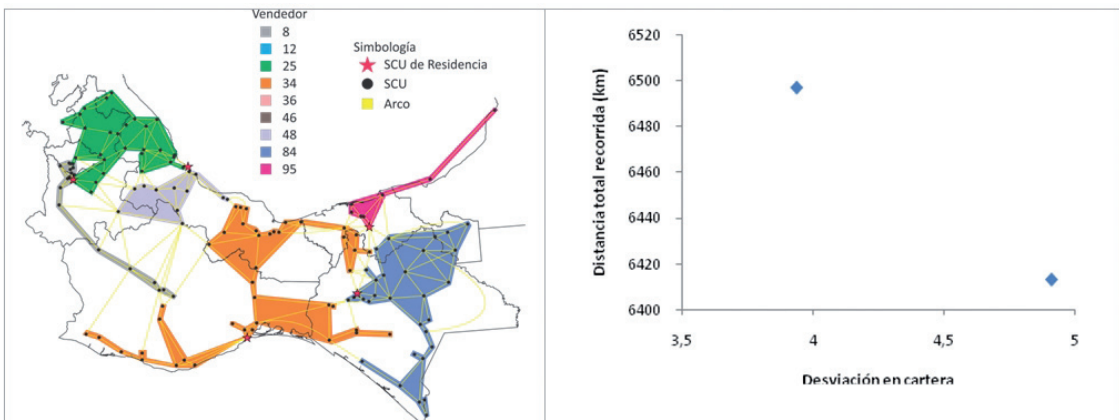 Vendedor
8
12
25
34
36
46
48
84
95
Simbología
SCU de Residencia
SCU
Arco
Distancia total recorrida (km)
6520
6500
6480
6460
6440
6420
6400
3,5
4
4,5
5
Desviación en cartera